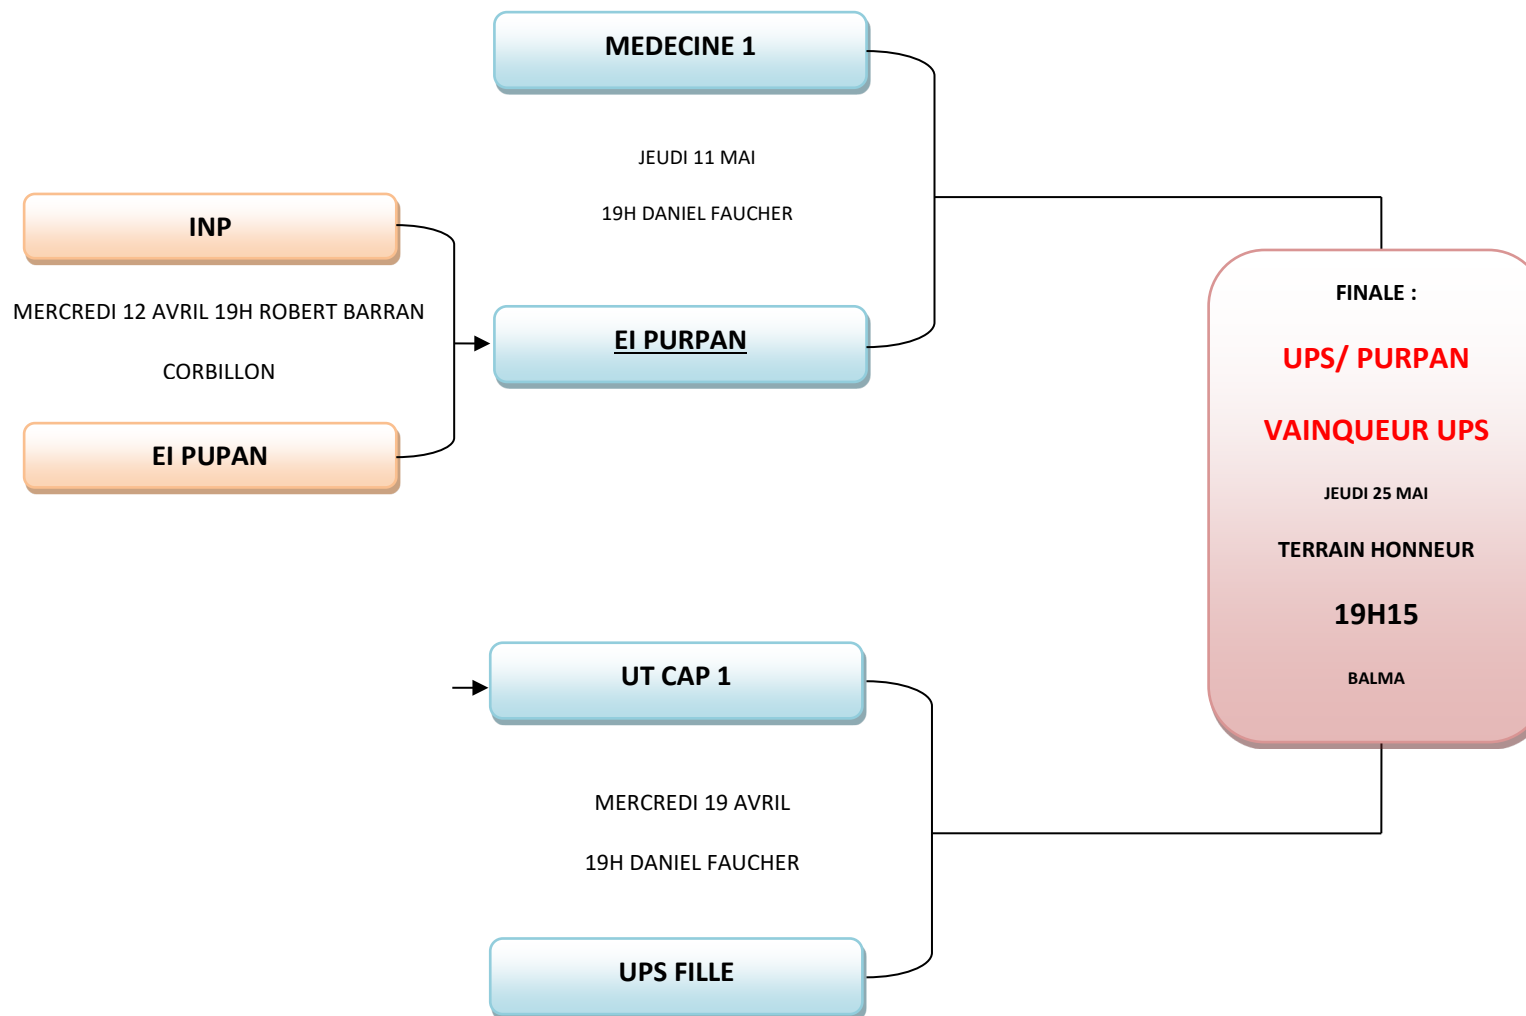 MEDECINE 1
JEUDI 11 MAI
19H DANIEL FAUCHER
INP
MERCREDI 12 AVRIL 19H ROBERT BARRAN
CORBILLON
EI PUPAN
EI PURPAN
FINALE :
UPS/ PURPAN
VAINQUEUR UPS
JEUDI 25 MAI
TERRAIN HONNEUR
19H15
BALMA
UT CAP 1
MERCREDI 19 AVRIL
19H DANIEL FAUCHER
UPS FILLE